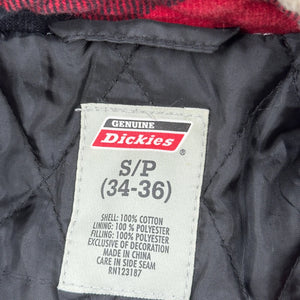 GENUINE
Dickies®
S/P
(34-36)
SHELL: 100% COTTON
LINING: 100 % POLYESTER
FILLING: 100% POLYESTER
EXCLUSIVE OF DECORATION
MADE IN CHINA
CARE IN SIDE SEAM
RN123187